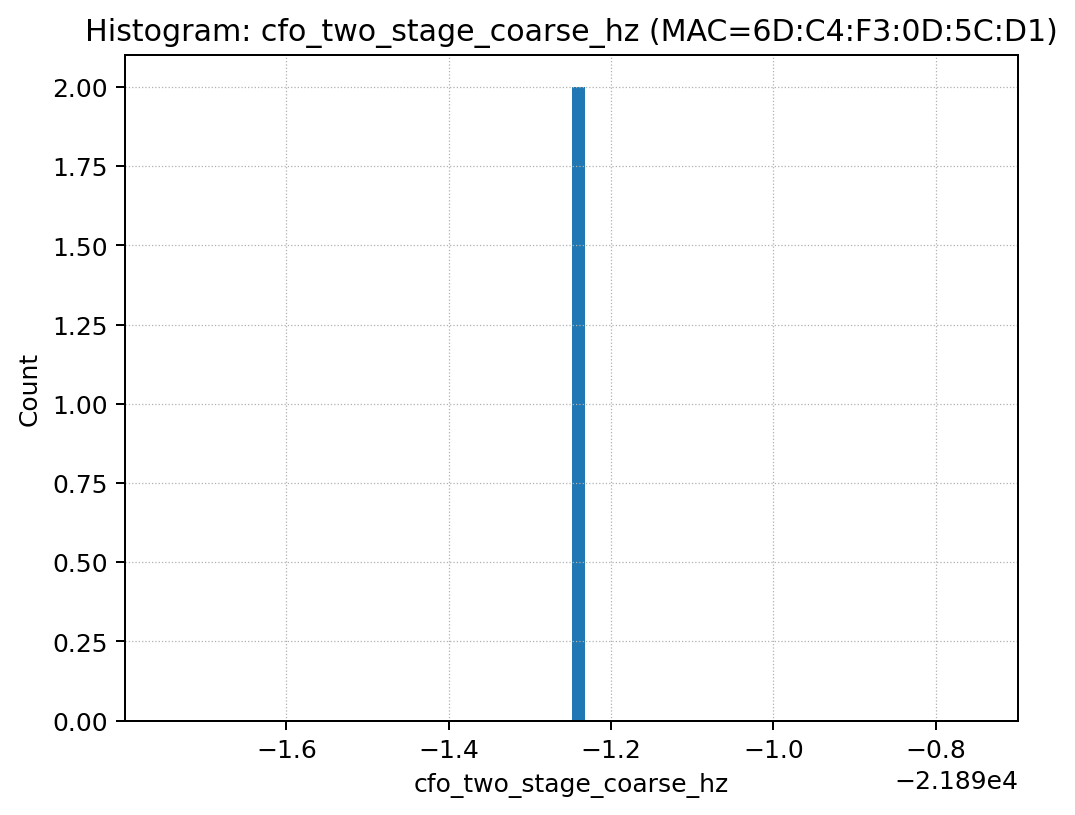 Histogram: cfo_two_stage_coarse_hz (MAC=6D:C4:F3:0D:5C:D1)
2.00
1.75
1.50
1.25
1.00
0.75
0.50
0.25
0.00
Count
−1.6 −1.4 −1.2 −1.0 −0.8
cfo_two_stage_coarse_hz
−2.189e4